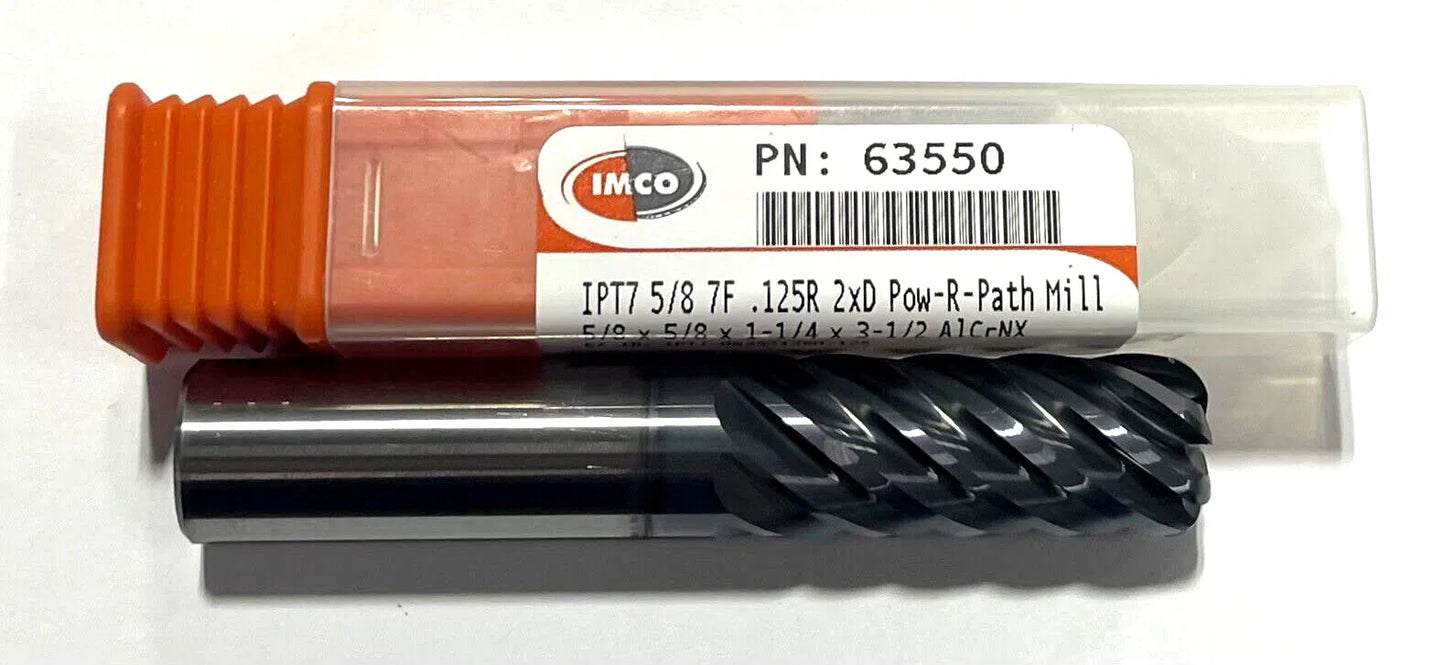 IMCO
PN: 63550
IPT7 5/8 7F .125R 2xD Pow-R-Path Mill
5/8 x 5/8 x 1-1/4 x 3-1/2 AlCrNX